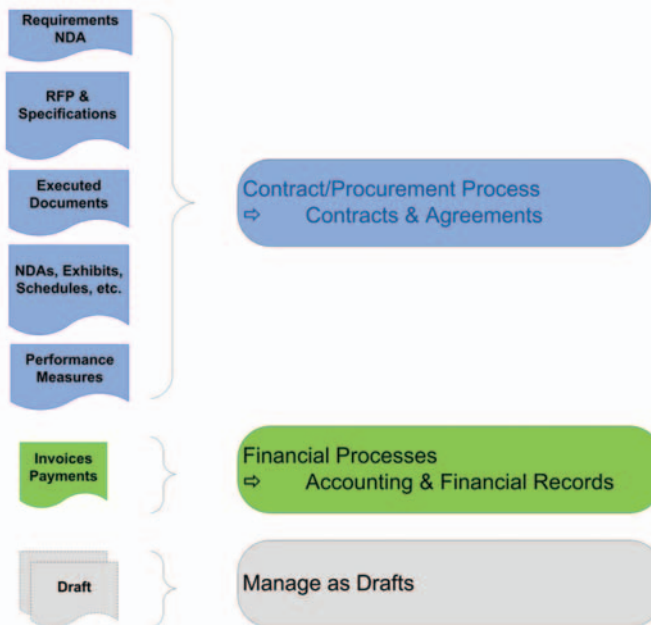 Requirements
NDA
RFP &
Specifications
Executed
Documents
NDAs, Exhibits,
Schedules, etc.
Performance
Measures
Contract/Procurement Process
⇨ Contracts & Agreements
Invoices
Payments
Financial Processes
⇨ Accounting & Financial Records
Draft
Manage as Drafts